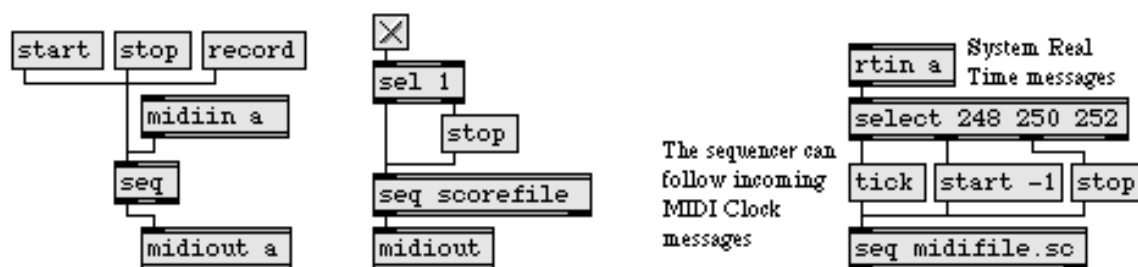 start stop record
midiin a
seq
midiout a
sel 1
stop
seq scorefile
midiout
The sequencer can
follow incoming
MIDI Clock
messages
rtin a
System Real
Time messages
select 248 250 252
tick start -1 stop
seq midifile.sc